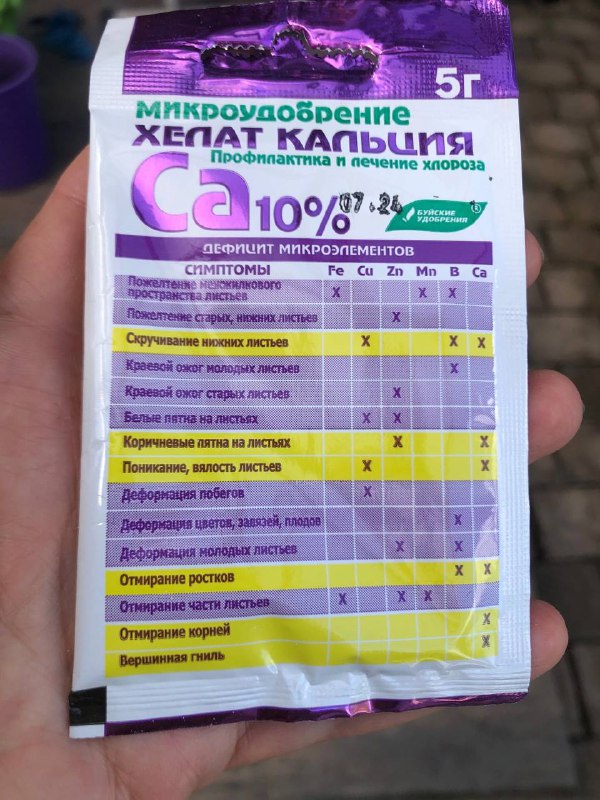 5г
Микроудобрение
ХЕЛАТ КАЛЬЦИЯ
Профилактика и лечение хлороза
Ca 10%
07.26
БУЙСКИЕ
УДОБРЕНИЯ
®
ДЕФИЦИТ МИКРОЭЛЕМЕНТОВ
СИМПТОМЫ Fe Cu Zn Mn B Ca
Пожелтение межжилкового
пространства листьев X X X
Пожелтение старых, нижних листьев X
Скручивание нижних листьев X X X
Краевой ожог молодых листьев X
Краевой ожог старых листьев X
Белые пятна на листьях X X
Коричневые пятна на листьях X X
Поникание, вялость листьев X X
Деформация побегов X
Деформация цветов, завязей, плодов X
Деформация молодых листьев X X
Отмирание ростков X X
Отмирание части листьев X X X
Отмирание корней X
Вершинная гниль X